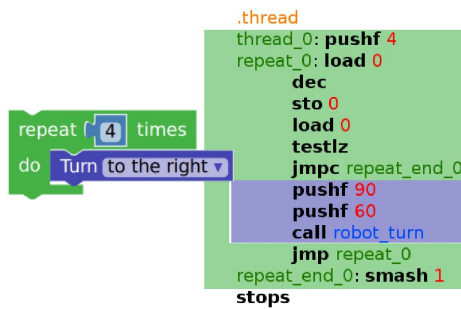 repeat 4 times
do Turn to the right ▾
.thread
thread_0: pushf 4
repeat_0: load 0
dec
sto 0
load 0
testlz
jmpc repeat_end_0
pushf 90
pushf 60
call robot_turn
jmp repeat_0
repeat_end_0: smash 1
stops